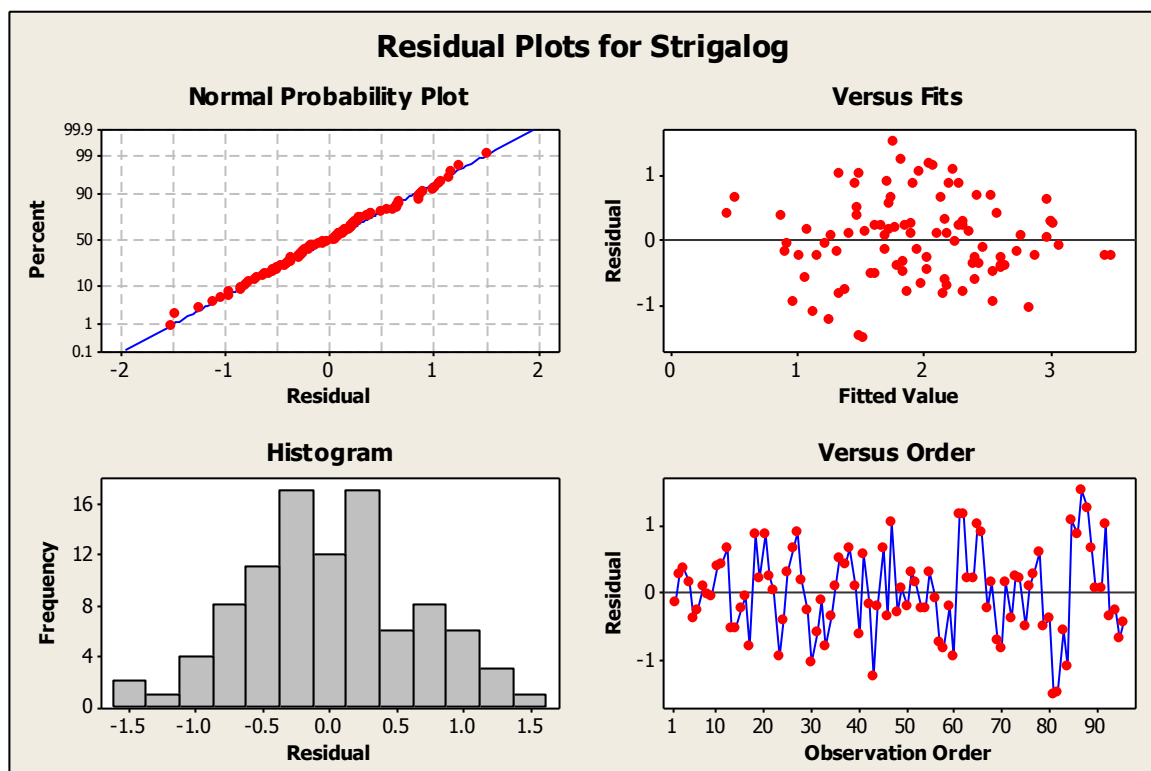 Residual Plots for Strigalog
Normal Probability Plot
Percent
99.9
99
90
50
10
1
0.1
-2 -1 0 1 2
Residual
Versus Fits
Residual
1
0
-1
0 1 2 3
Fitted Value
Histogram
Frequency
16
12
8
4
0
-1.5 -1.0 -0.5 0.0 0.5 1.0 1.5
Residual
Versus Order
Residual
1
0
-1
1 10 20 30 40 50 60 70 80 90
Observation Order